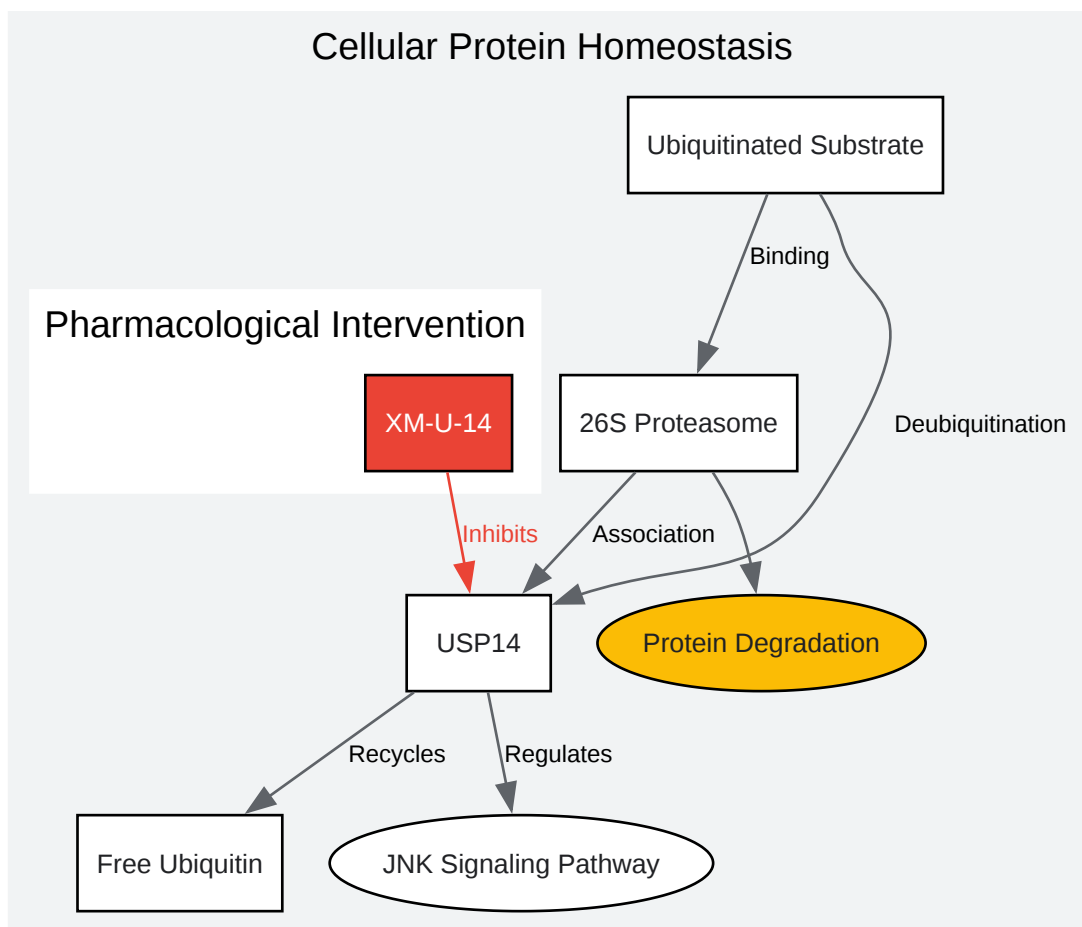 Cellular Protein Homeostasis
Ubiquitinated Substrate
Binding
Pharmacological Intervention
XM-U-14
26S Proteasome
Deubiquitination
Inhibits
Association
USP14
Protein Degradation
Recycles
Regulates
Free Ubiquitin
JNK Signaling Pathway